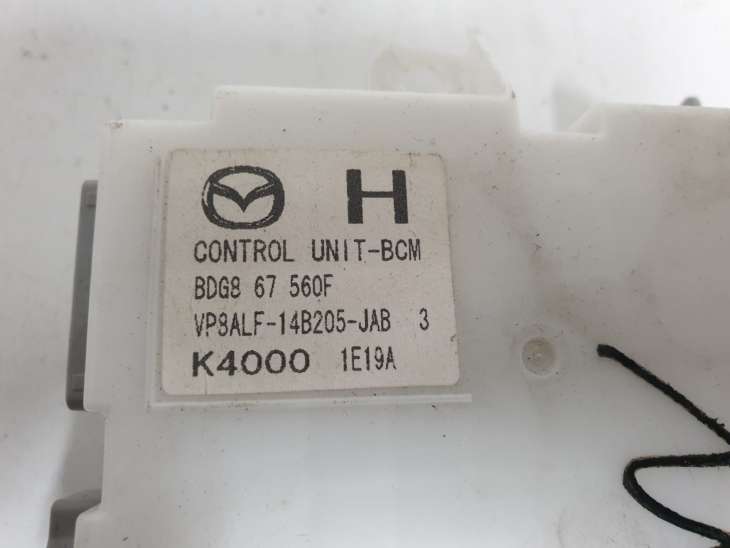 H
CONTROL UNIT-BCM
BDG8 67 560F
VP8ALF-14B205-JAB 3
K4000 1E19A